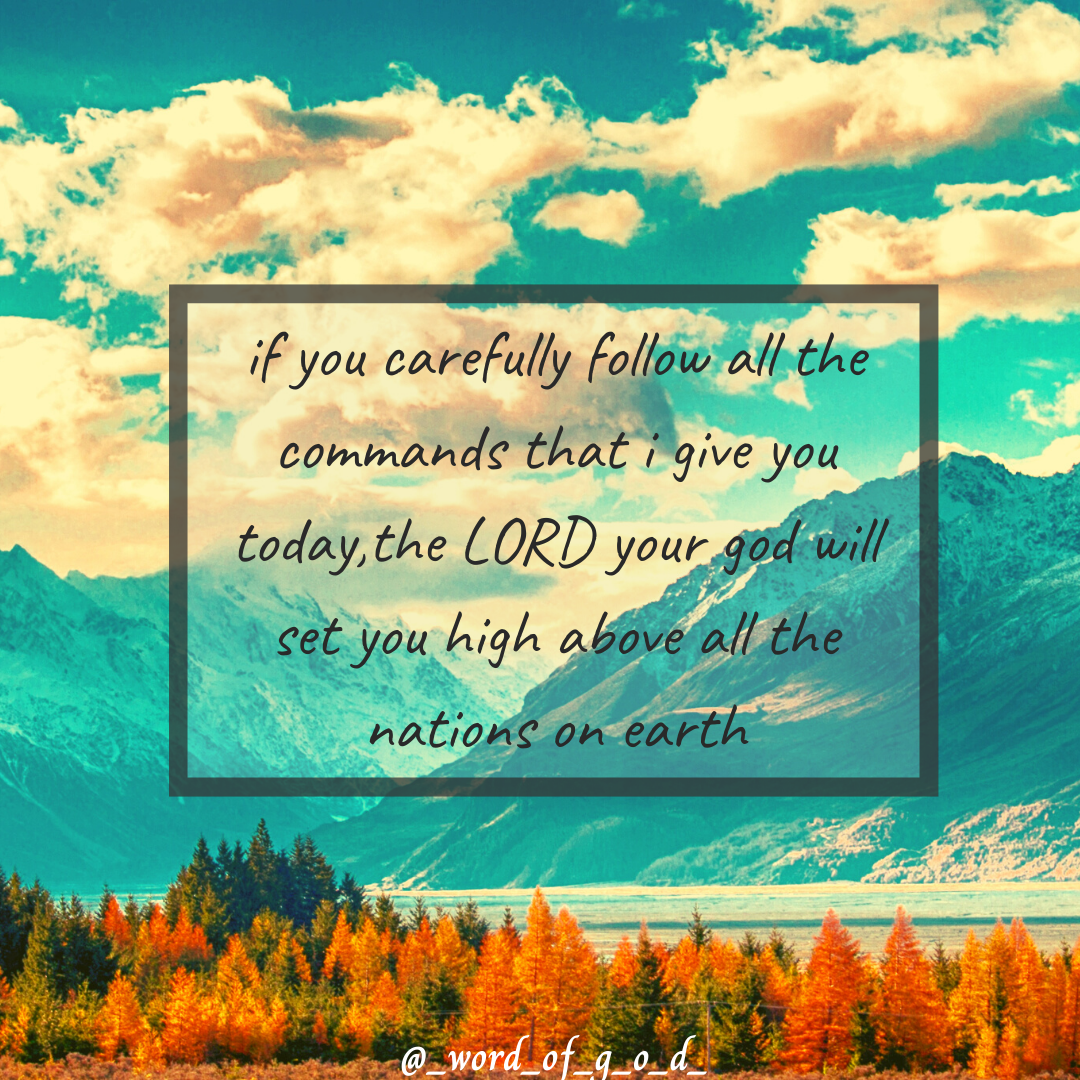 if you carefully follow all the
commands that i give you
today,the LORD your god will
set you high above all the
nations on earth
@_word_of_g_o_d_